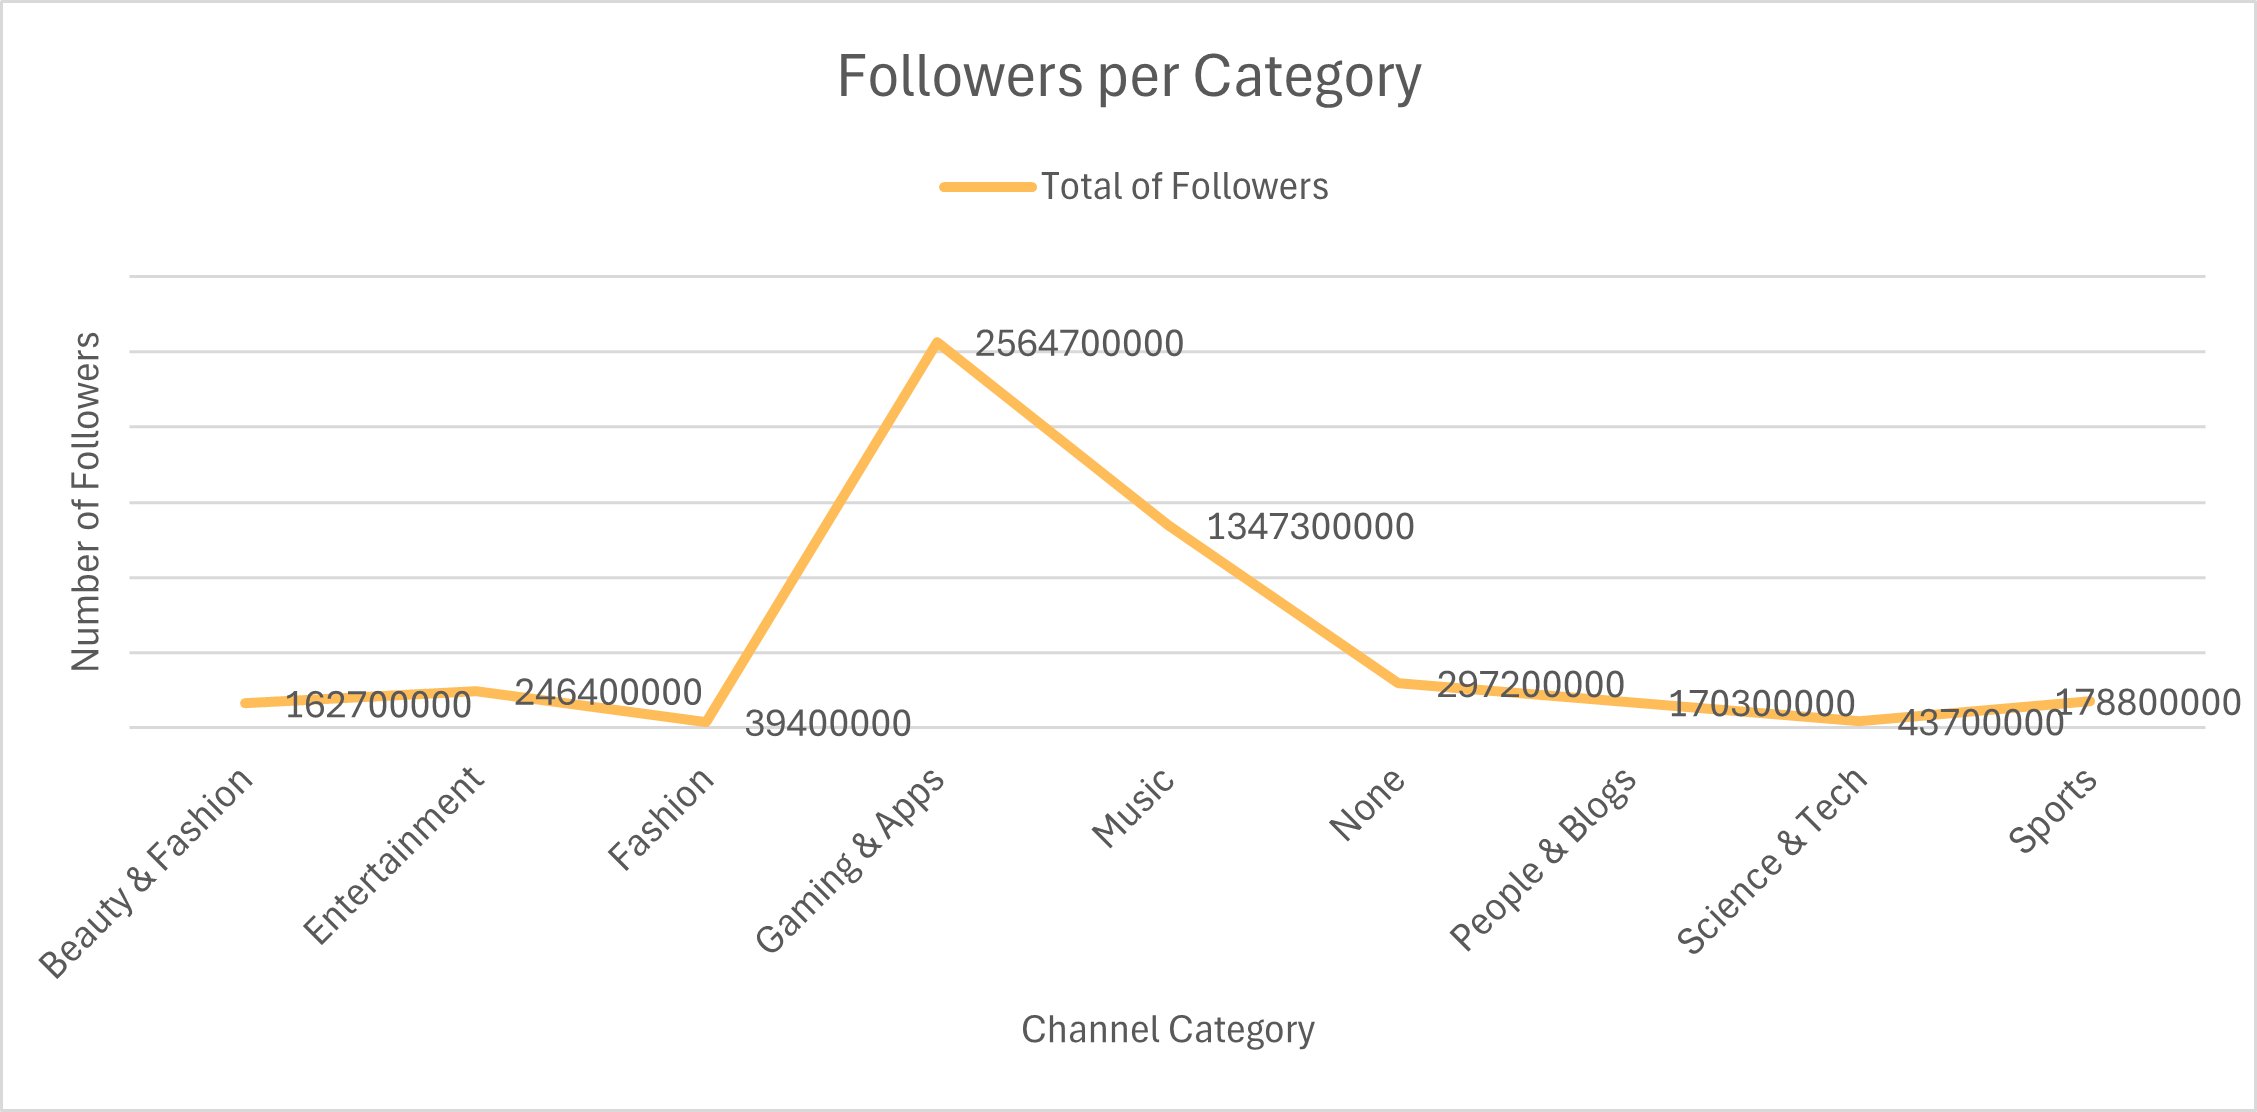 Followers per Category
Total of Followers
Number of Followers
2564700000
1347300000
297200000
246400000
162700000
170300000
178800000
39400000
43700000
Beauty & Fashion
Entertainment
Fashion
Gaming & Apps
Music
None
People & Blogs
Science & Tech
Sports
Channel Category